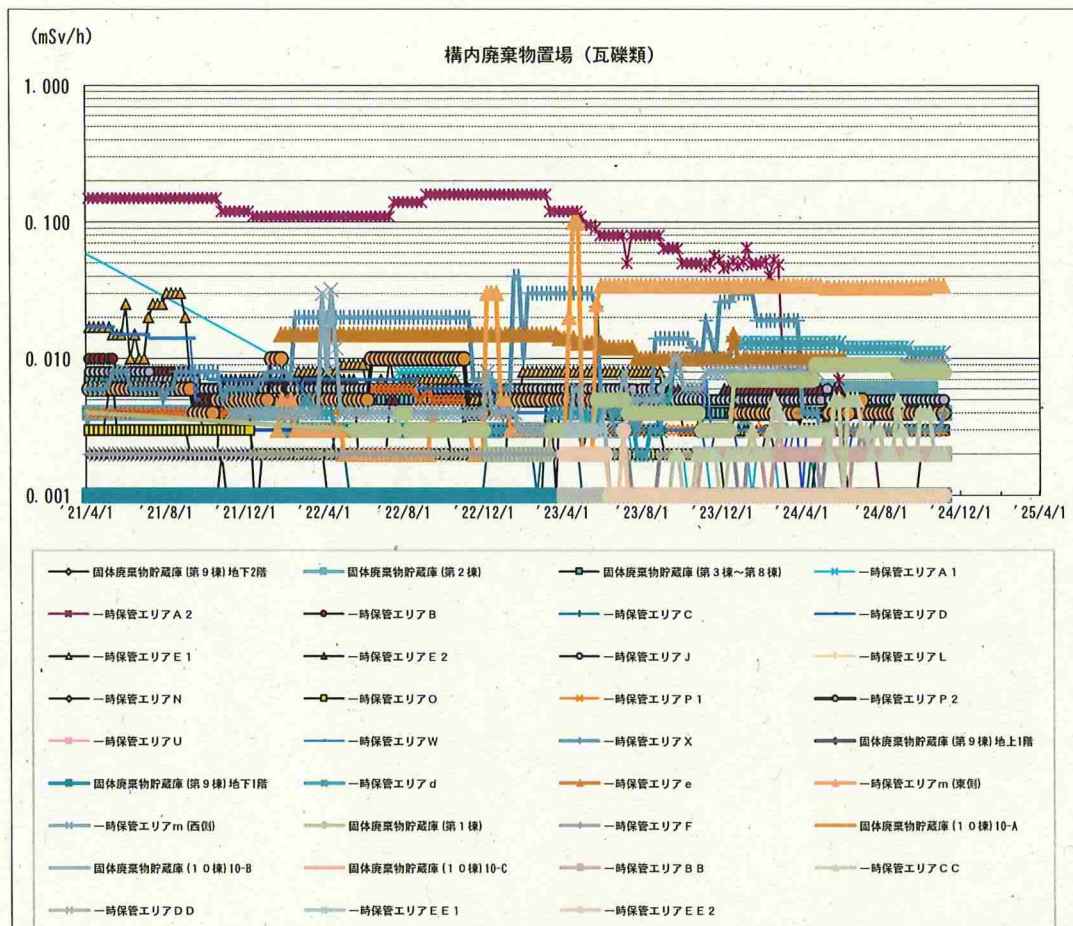 (mSv/h)
構内廃棄物置場 (瓦礫類)
1.000
0.100
0.010
0.001
'21/4/1 '21/8/1 '21/12/1 '22/4/1 '22/8/1 '22/12/1 '23/4/1 '23/8/1 '23/12/1 '24/4/1 '24/8/1 '24/12/1 '25/4/1
固体廃棄物貯蔵庫(第9棟)地下2階 固体廃棄物貯蔵庫(第2棟) 固体廃棄物貯蔵庫(第3棟～第8棟) 一時保管エリアA1
一時保管エリアA2 一時保管エリアB 一時保管エリアC 一時保管エリアD
一時保管エリアE1 一時保管エリアE2 一時保管エリアJ 一時保管エリアL
一時保管エリアN 一時保管エリアO 一時保管エリアP1 一時保管エリアP2
一時保管エリアU 一時保管エリアW 一時保管エリアX 固体廃棄物貯蔵庫(第9棟)地上1階
固体廃棄物貯蔵庫(第9棟)地下1階 一時保管エリアd 一時保管エリアe 一時保管エリアm(東側)
一時保管エリアm(西側) 固体廃棄物貯蔵庫(第1棟) 一時保管エリアF 固体廃棄物貯蔵庫(10棟)10-A
固体廃棄物貯蔵庫(10棟)10-B 固体廃棄物貯蔵庫(10棟)10-C 一時保管エリアBB 一時保管エリアCC
一時保管エリアDD 一時保管エリアEE1 一時保管エリアEE2